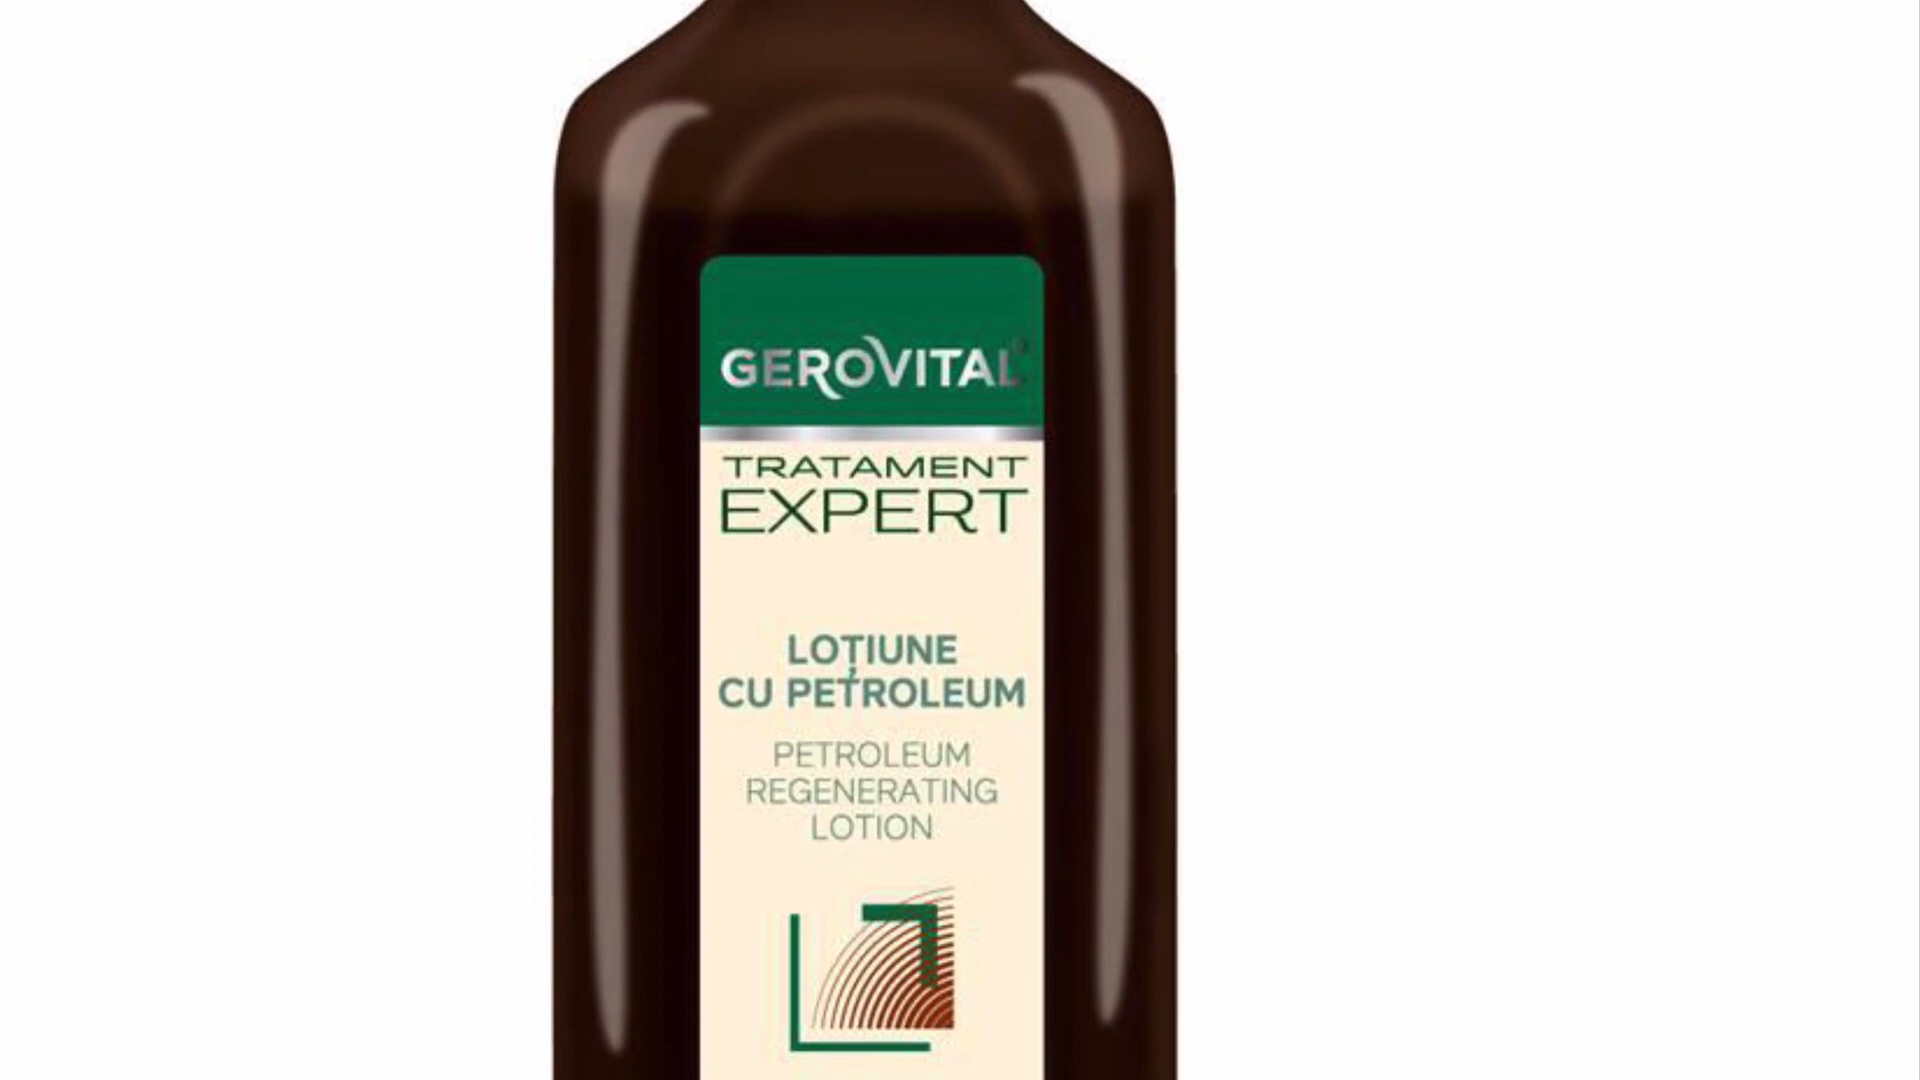 GEROVITAL®
TRATAMENT
EXPERT
LOȚIUNE
CU PETROLEUM
PETROLEUM
REGENERATING
LOTION